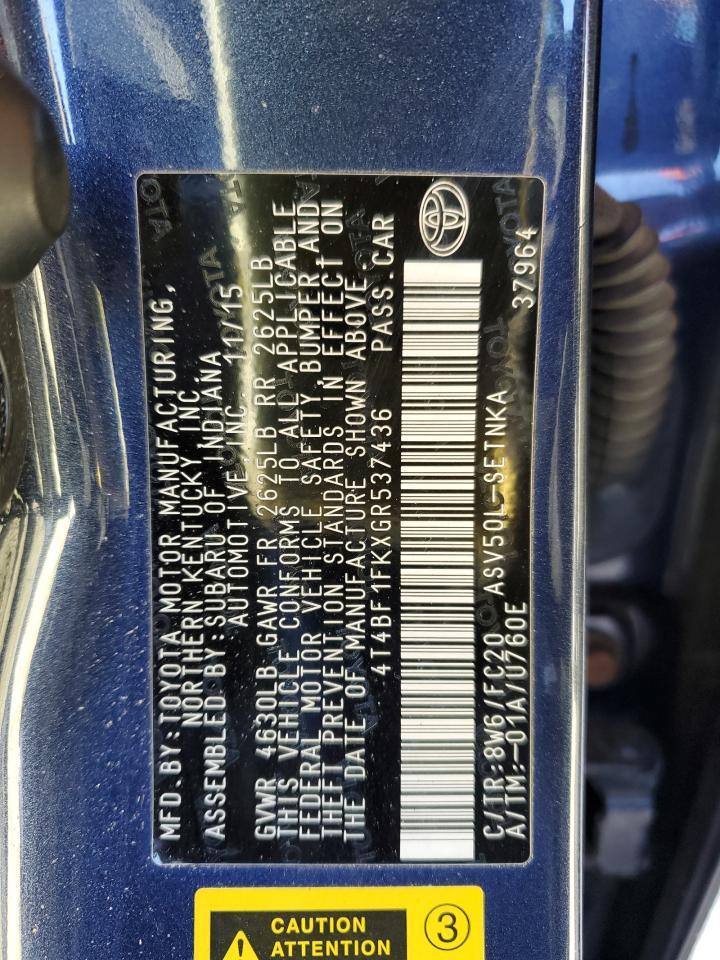 MFD.BY:TOYOTA MOTOR MANUFACTURING,
NORTHERN KENTUCKY INC.
ASSEMBLED BY:SUBARU OF INDIANA
AUTOMOTIVE,INC. 11/15
GVWR 4630LB GAWR FR 2625LB RR 2625LB
THIS VEHICLE CONFORMS TO ALL APPLICABLE
FEDERAL MOTOR VEHICLE SAFETY, BUMPER AND
THEFT PREVENTION STANDARDS IN EFFECT ON
THE DATE OF MANUFACTURE SHOWN ABOVE.
4T4BF1FKXGR537436 PASS.CAR
C/TR:8W6/FC20 ASV50L-SETNKA
A/TM:-01A/U760E 37964
CAUTION
ATTENTION
3